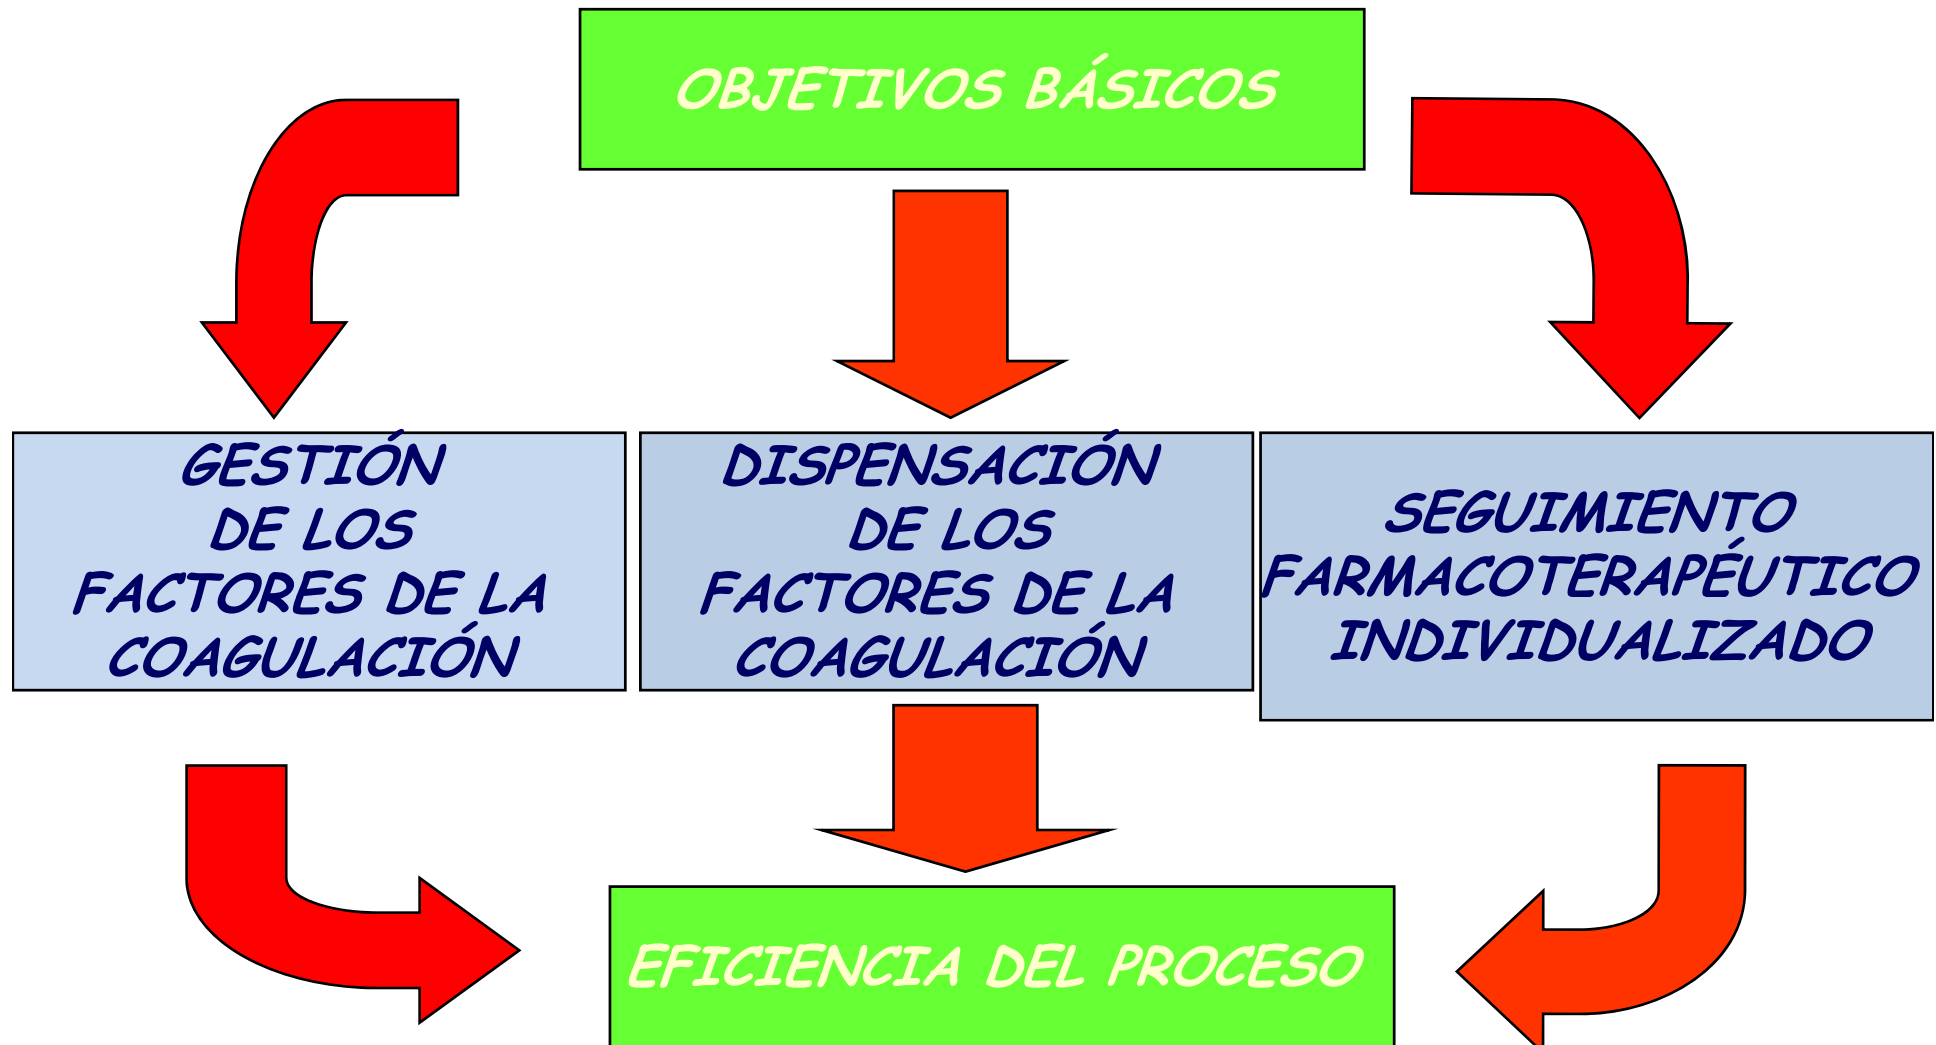 OBJETIVOS BÁSICOS
GESTIÓN
DE LOS
FACTORES DE LA
COAGULACIÓN
DISPENSACIÓN
DE LOS
FACTORES DE LA
COAGULACIÓN
SEGUIMIENTO
FARMACOTERAPÉUTICO
INDIVIDUALIZADO
EFICIENCIA DEL PROCESO